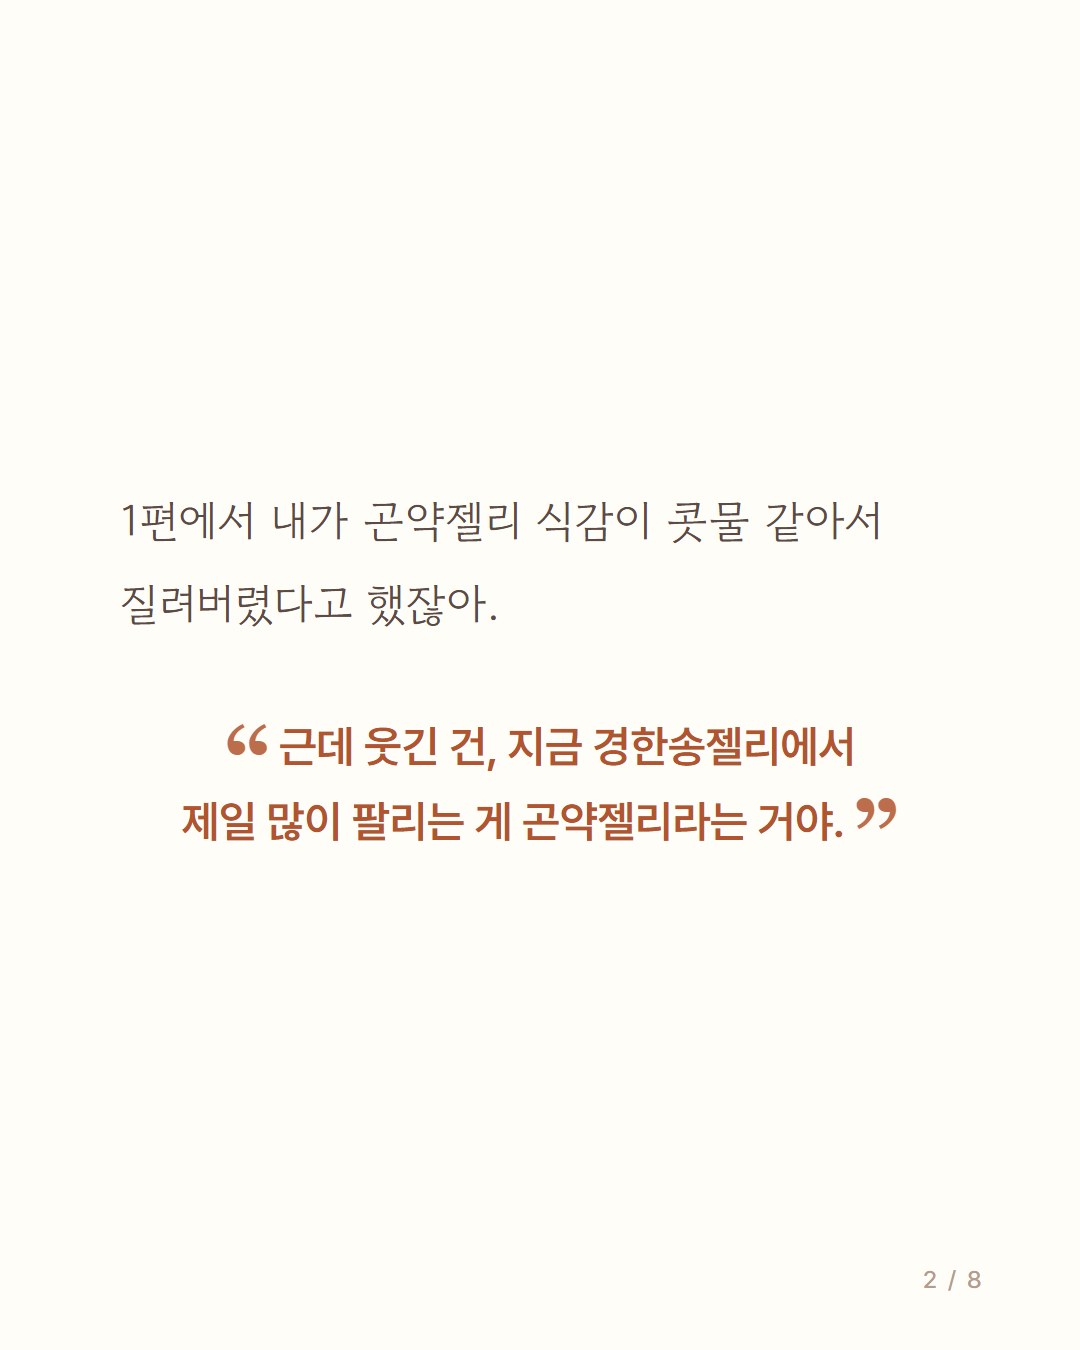 1편에서 내가 곤약젤리 식감이 콧물 같아서
질려버렸다고 했잖아.
“ 근데 웃긴 건, 지금 경한송젤리에서
제일 많이 팔리는 게 곤약젤리라는 거야. ”
2 / 8